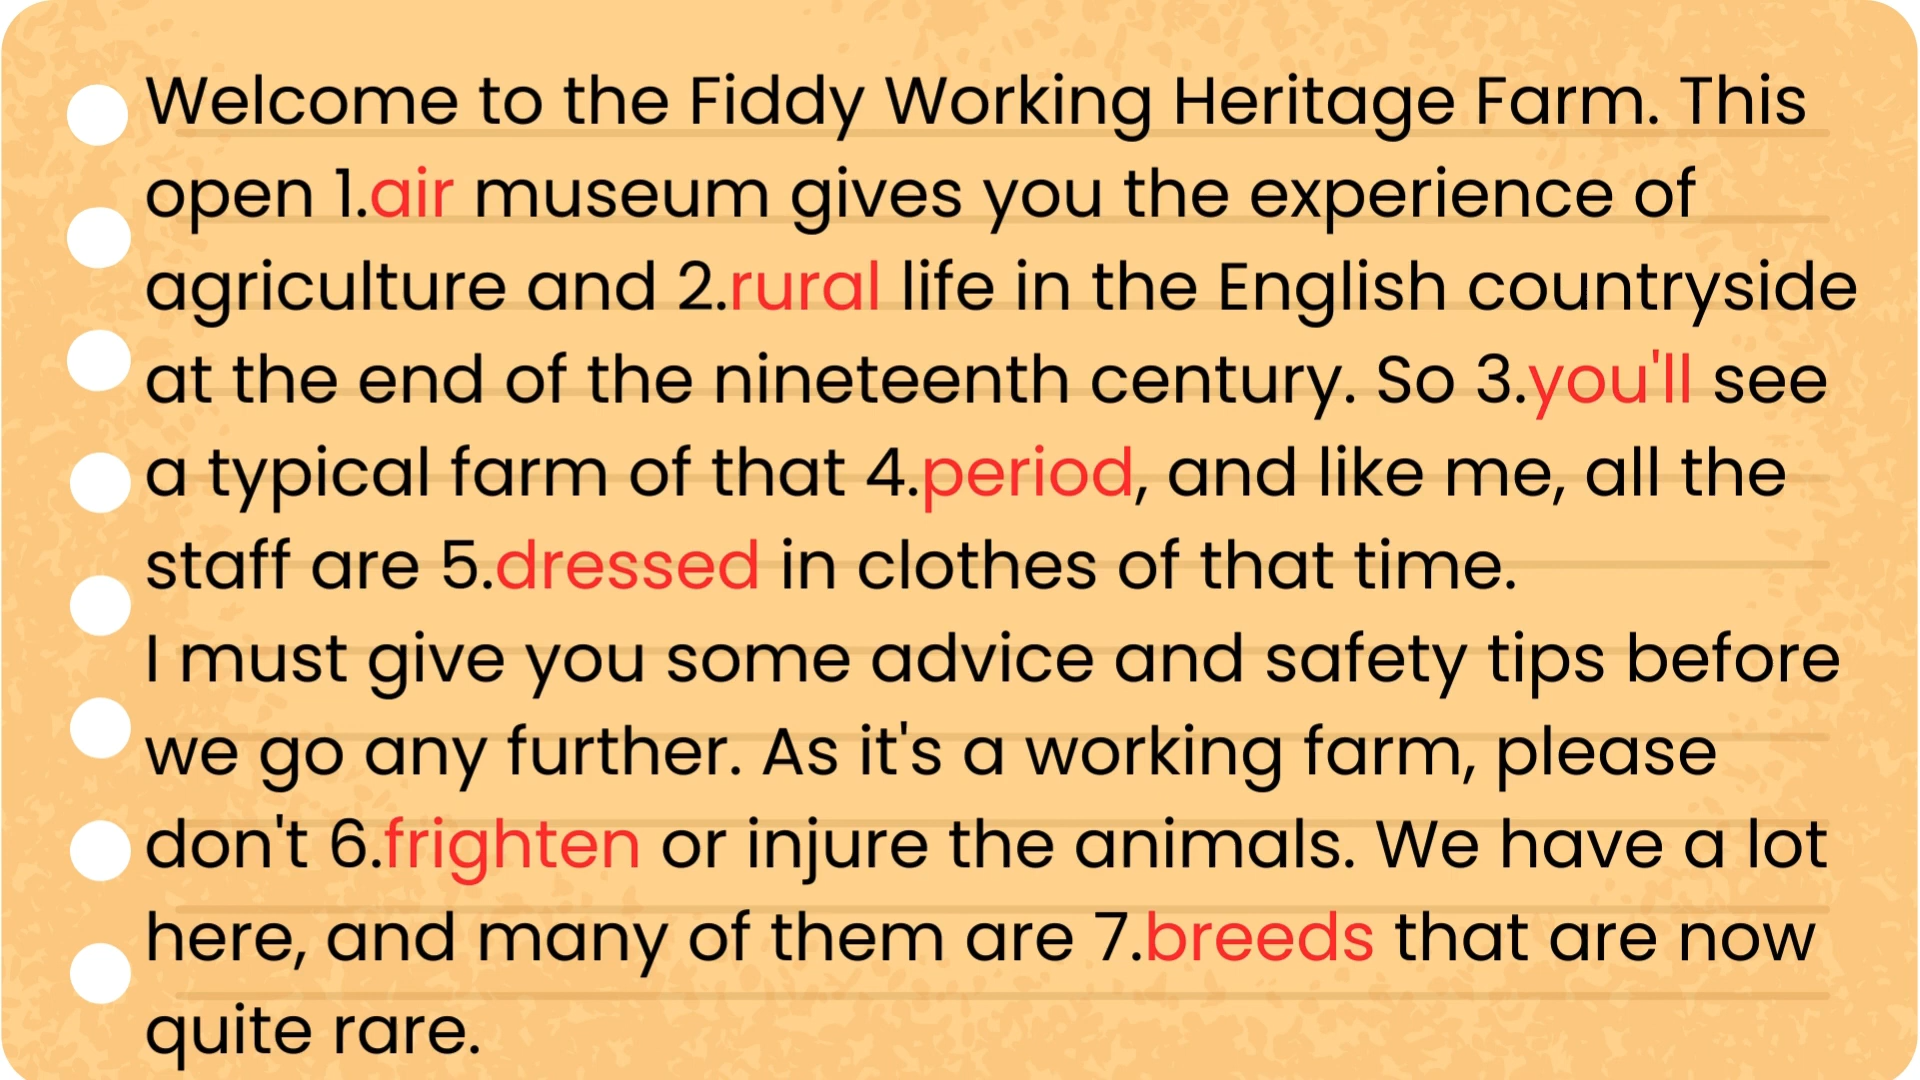 Welcome to the Fiddy Working Heritage Farm. This
open 1.air museum gives you the experience of
agriculture and 2.rural life in the English countryside
at the end of the nineteenth century. So 3.you'll see
a typical farm of that 4.period, and like me, all the
staff are 5.dressed in clothes of that time.
I must give you some advice and safety tips before
we go any further. As it's a working farm, please
don't 6.frighten or injure the animals. We have a lot
here, and many of them are 7.breeds that are now
quite rare.